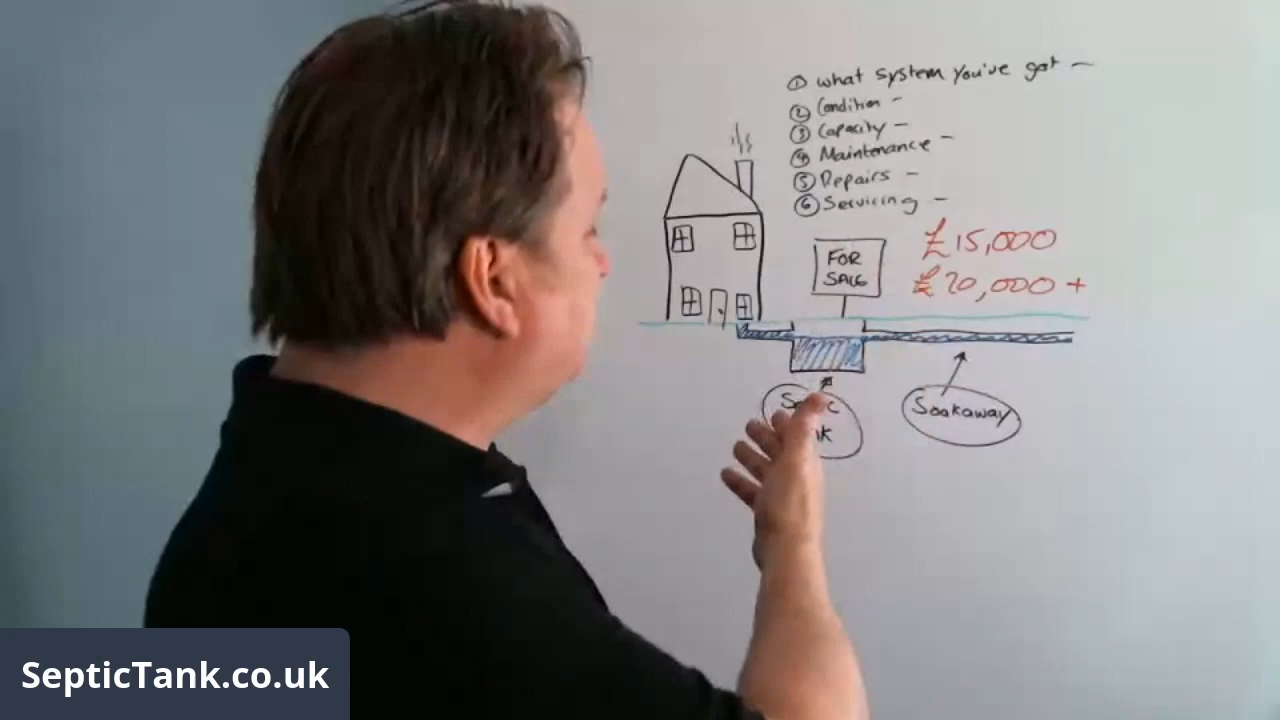 ① what system you've got –
② Condition –
③ Capacity –
④ Maintenance –
⑤ Repairs –
⑥ Servicing –
FOR
SALE
£15,000
£20,000 +
Soakaway
SepticTank.co.uk